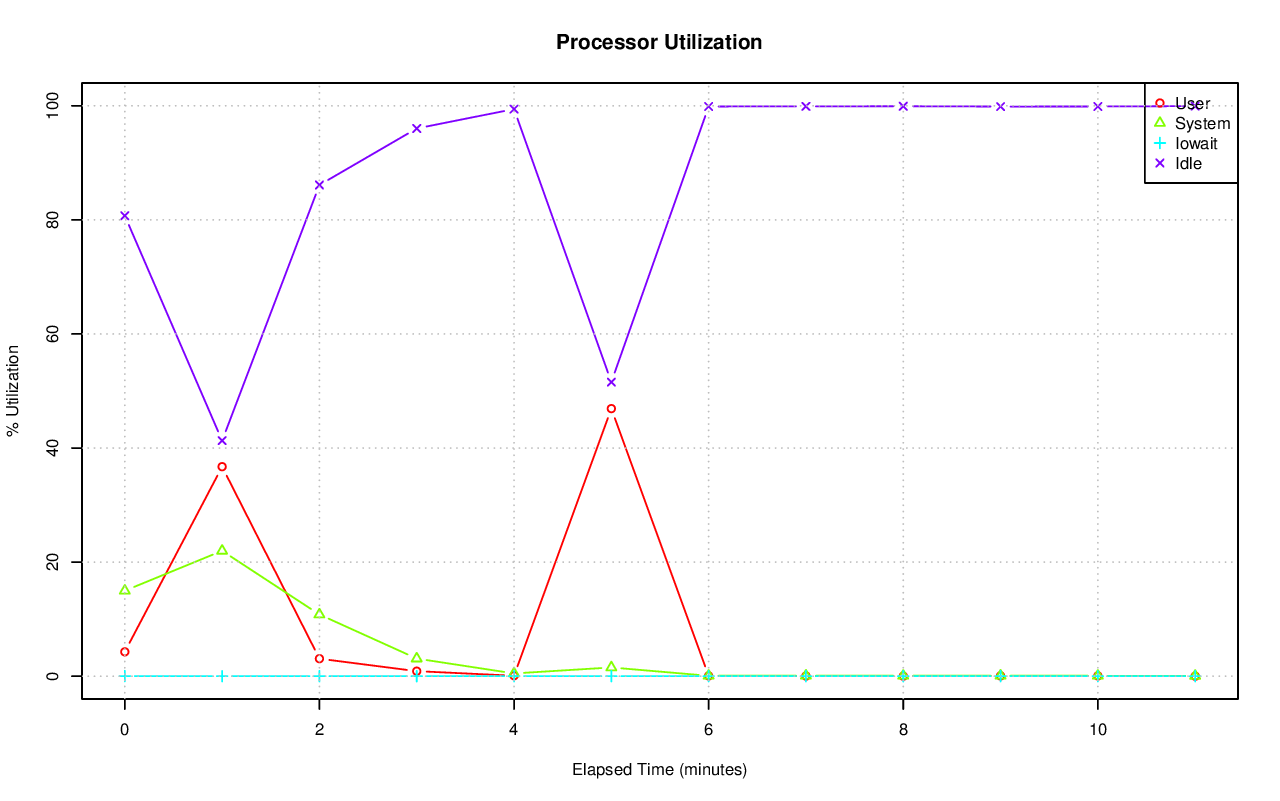 Processor Utilization
100
80
60
40
20
0
% Utilization
User
System
Iowait
Idle
0 2 4 6 8 10
Elapsed Time (minutes)